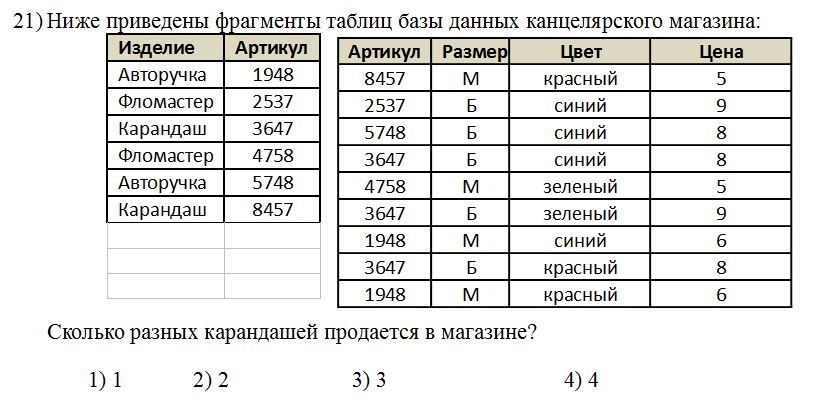 21) Ниже приведены фрагменты таблиц базы данных канцелярского магазина:
Изделие Артикул
Авторучка 1948
Фломастер 2537
Карандаш 3647
Фломастер 4758
Авторучка 5748
Карандаш 8457
Артикул Размер Цвет Цена
8457 М красный 5
2537 Б синий 9
5748 Б синий 8
3647 Б синий 8
4758 М зеленый 5
3647 Б зеленый 9
1948 М синий 6
3647 Б красный 8
1948 М красный 6
Сколько разных карандашей продается в магазине?
1) 1 2) 2 3) 3 4) 4